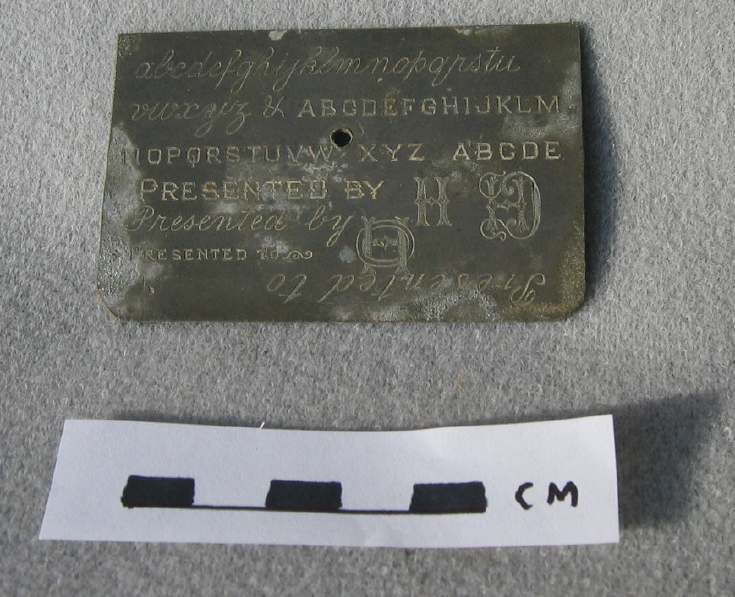 abcdefghijklmnopqrstu
vwxyz & ABCDEFGHIJKLM
NOPQRSTUVW XYZ ABCDE
PRESENTED BY H
Presented by
PRESENTED TO
Presented to
CM